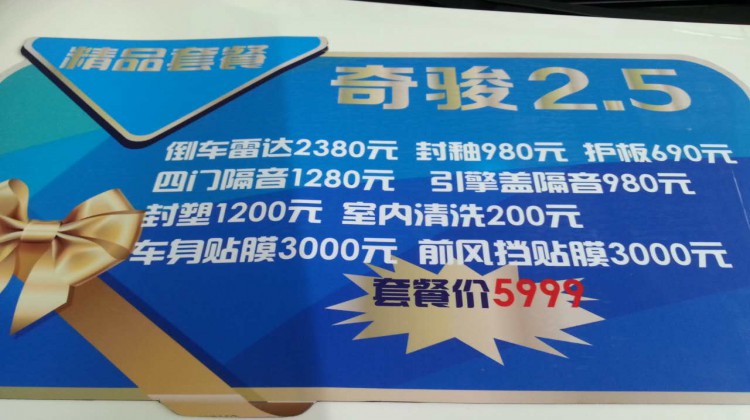 精品套餐
奇骏2.5
倒车雷达2380元 封釉980元 护板690元
四门隔音1280元 引擎盖隔音980元
封塑1200元 室内清洗200元
车身贴膜3000元 前风挡贴膜3000元
套餐价5999